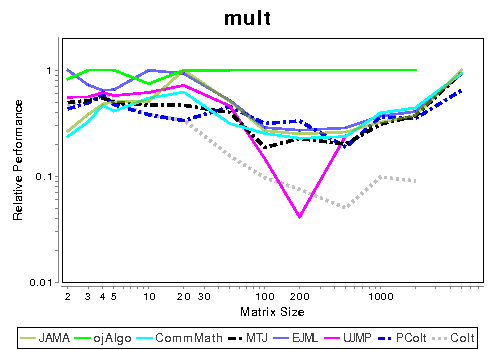 mult
Relative Performance
1
0.1
0.01
2 3 4 5 10 20 30 100 200 1000
Matrix Size
JAMA ojAlgo CommMath MTJ EJML UJMP PColt Colt